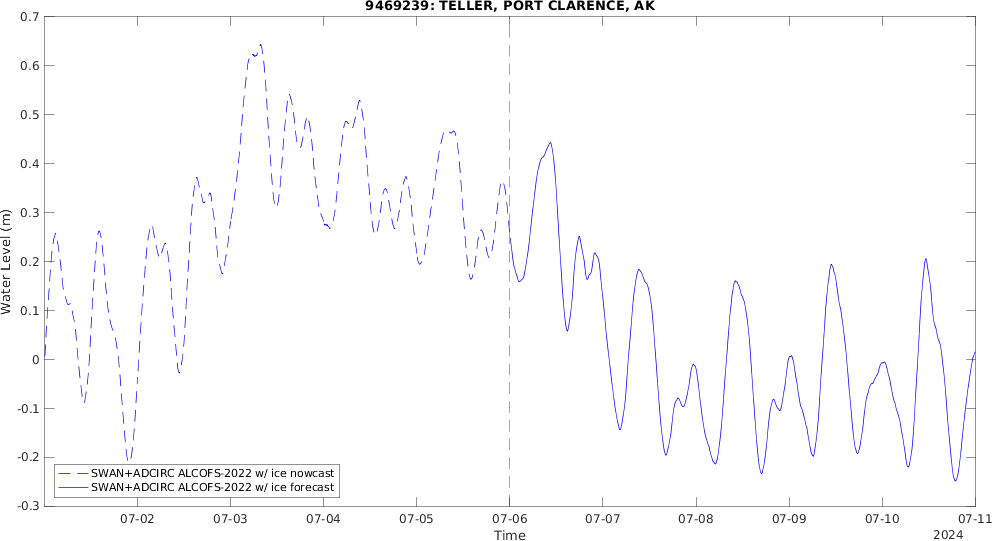 9469239: TELLER, PORT CLARENCE, AK
Water Level (m)
0.7
0.6
0.5
0.4
0.3
0.2
0.1
0
-0.1
-0.2
-0.3
SWAN+ADCIRC ALCOFS-2022 w/ ice nowcast
SWAN+ADCIRC ALCOFS-2022 w/ ice forecast
07-02 07-03 07-04 07-05 07-06 07-07 07-08 07-09 07-10 07-11
Time
2024